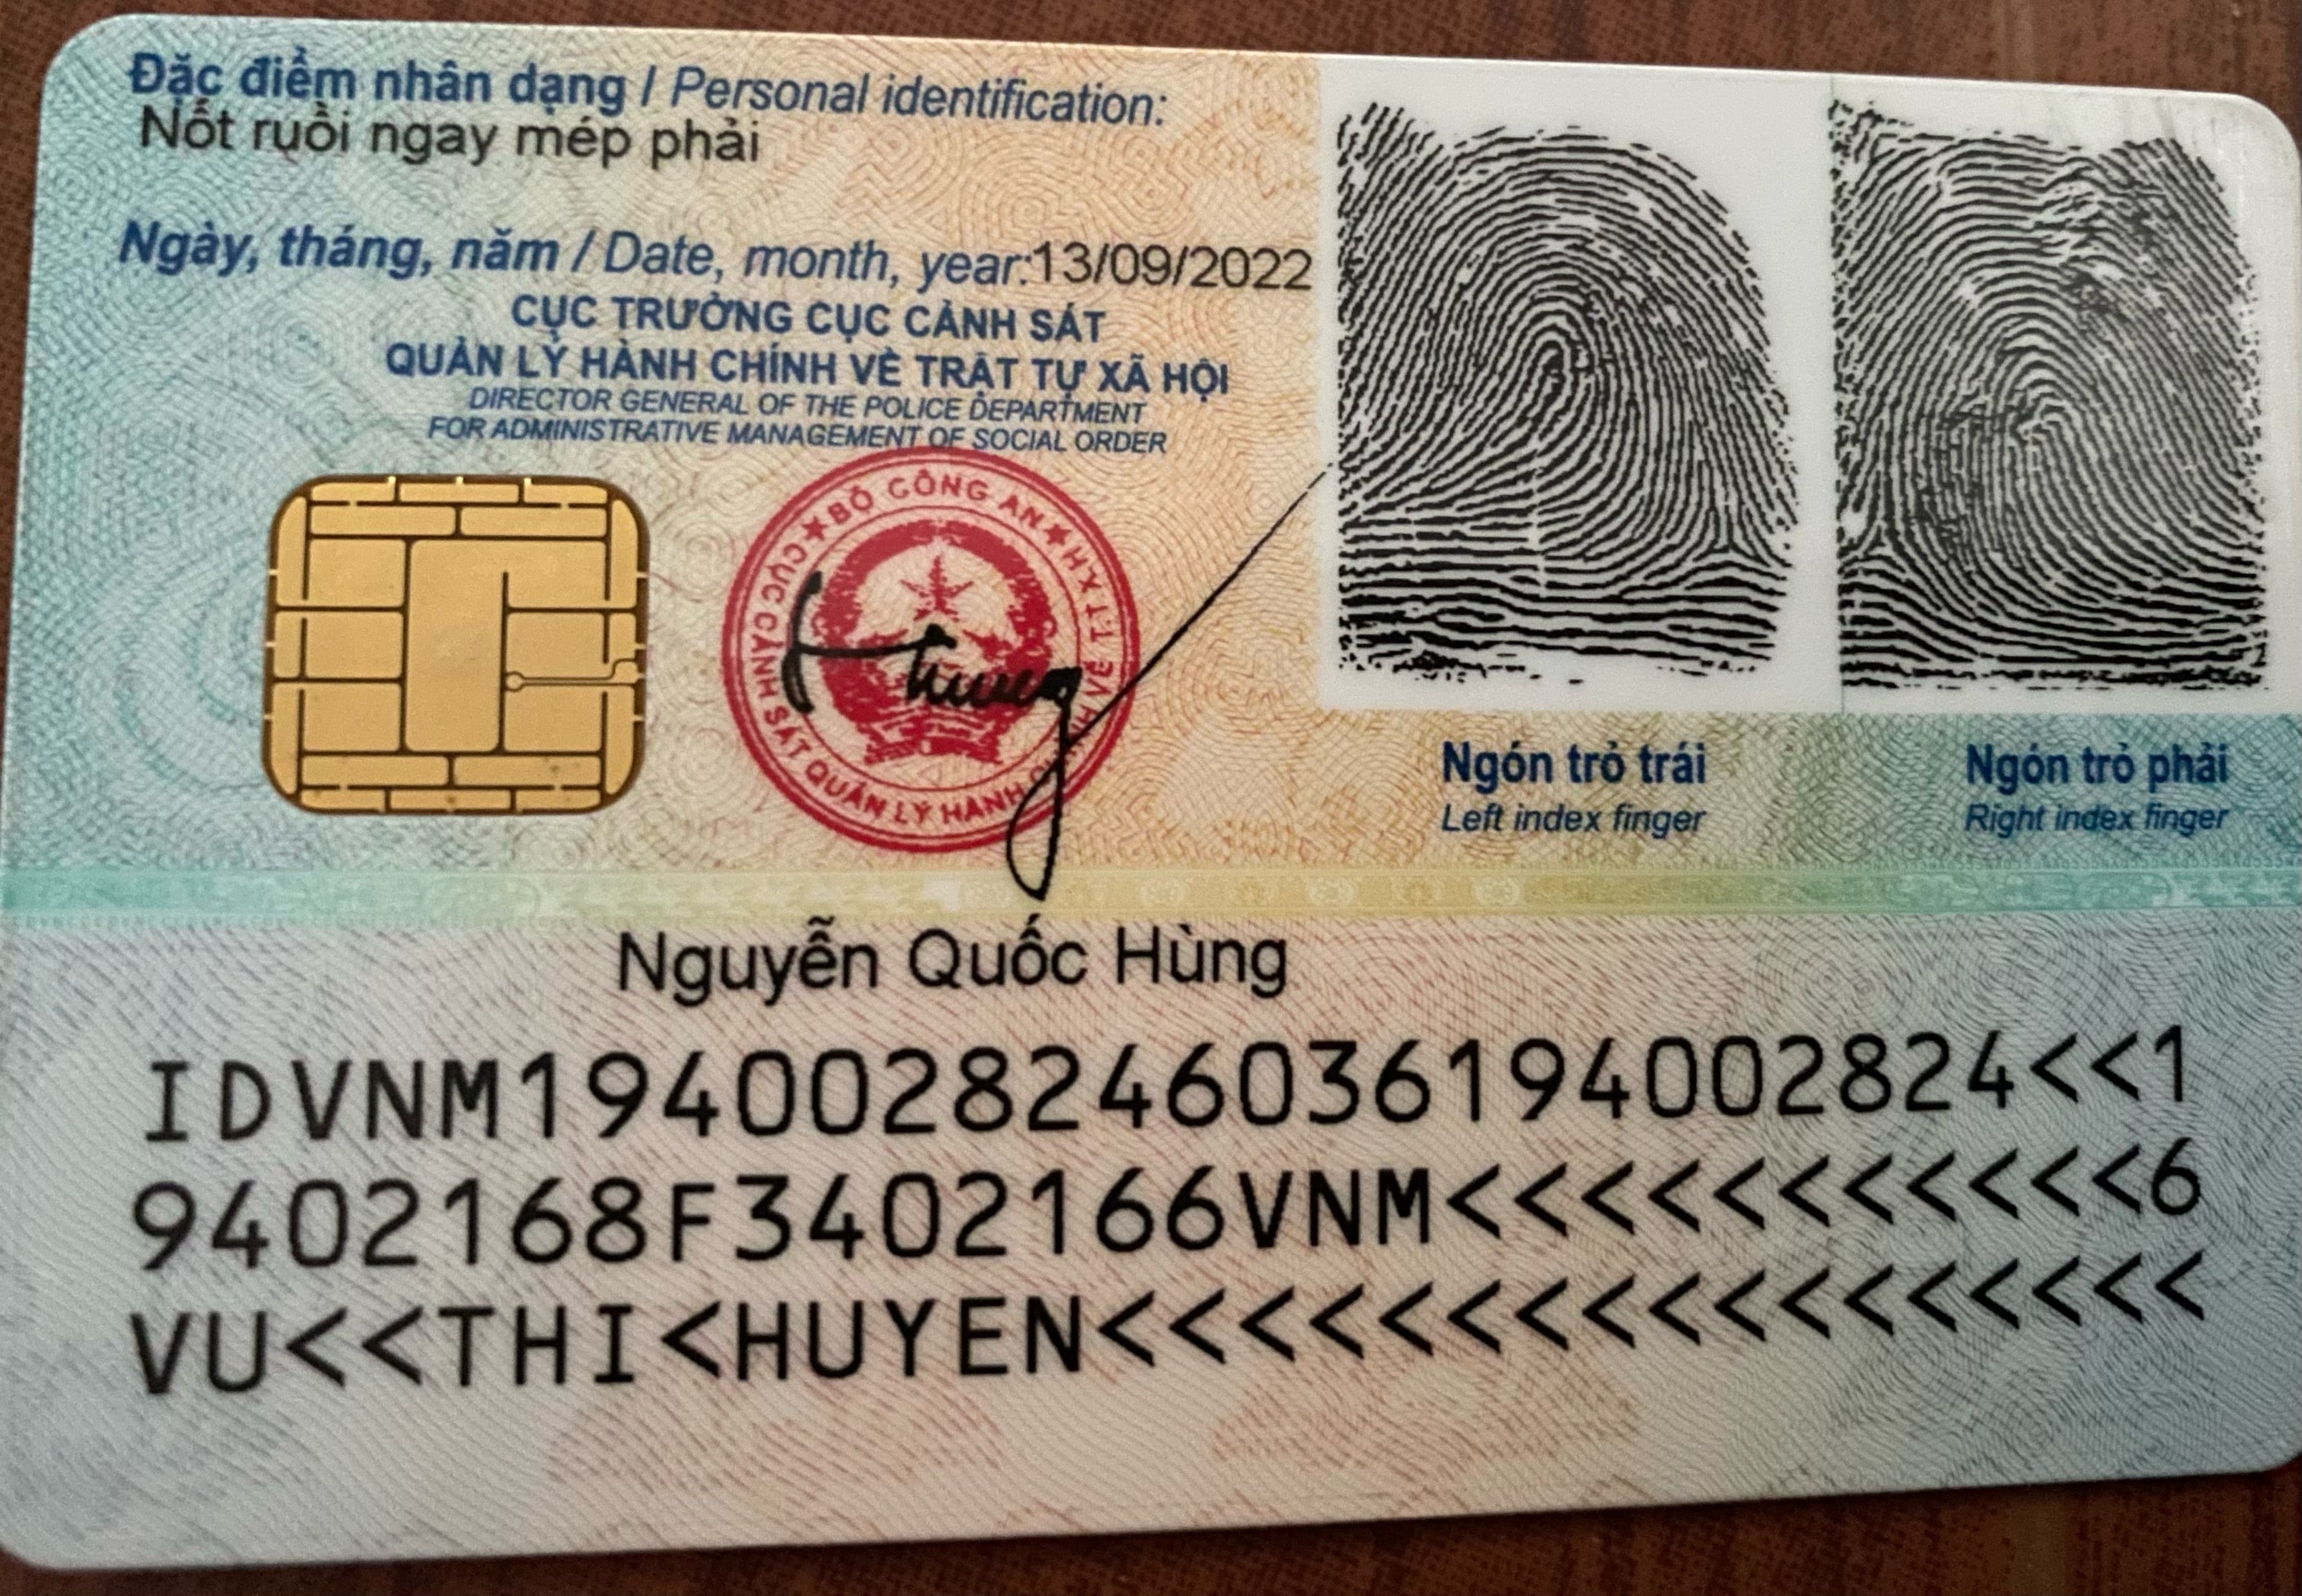 Đặc điểm nhân dạng / Personal identification:
Nốt ruồi ngay mép phải
Ngày, tháng, năm / Date, month, year:13/09/2022
CỤC TRƯỞNG CỤC CẢNH SÁT
QUẢN LÝ HÀNH CHÍNH VỀ TRẬT TỰ XÃ HỘI
DIRECTOR GENERAL OF THE POLICE DEPARTMENT
FOR ADMINISTRATIVE MANAGEMENT OF SOCIAL ORDER
BỘ CÔNG AN
CỤC CẢNH SÁT QUẢN LÝ HÀNH CHÍNH VỀ TTXH
Hùng
Ngón trỏ trái
Left index finger
Ngón trỏ phải
Right index finger
Nguyễn Quốc Hùng
IDVNM1940028246036194002824<<1
9402168F3402166VNM<<<<<<<<<<<6
VU<<THI<HUYEN<<<<<<<<<<<<<<<<<